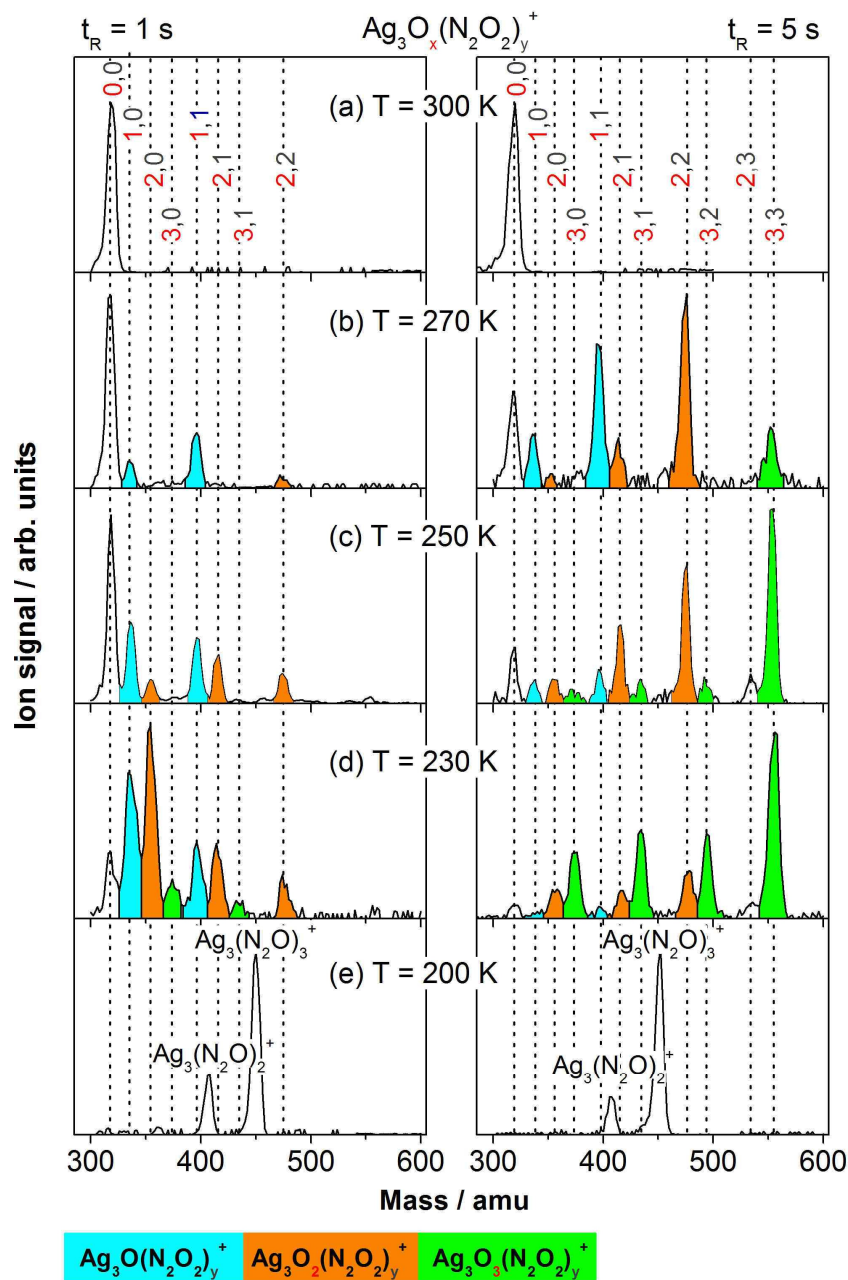 t_R = 1 s
Ag₃Oₓ(N₂O₂)ᵧ⁺
t_R = 5 s
(a) T = 300 K
0,0
1,0
2,0
3,0
1,1
2,1
3,1
2,2
0,0
1,0
2,0
3,0
1,1
2,1
3,1
2,2
3,2
2,3
3,3
(b) T = 270 K
(c) T = 250 K
(d) T = 230 K
(e) T = 200 K
Ag₃(N₂O)₃⁺
Ag₃(N₂O)₂⁺
Ag₃(N₂O)₃⁺
Ag₃(N₂O)₂⁺
Ion signal / arb. units
300 400 500 600 300 400 500 600
Mass / amu
Ag₃O(N₂O₂)ᵧ⁺ Ag₃O₂(N₂O₂)ᵧ⁺ Ag₃O₃(N₂O₂)ᵧ⁺